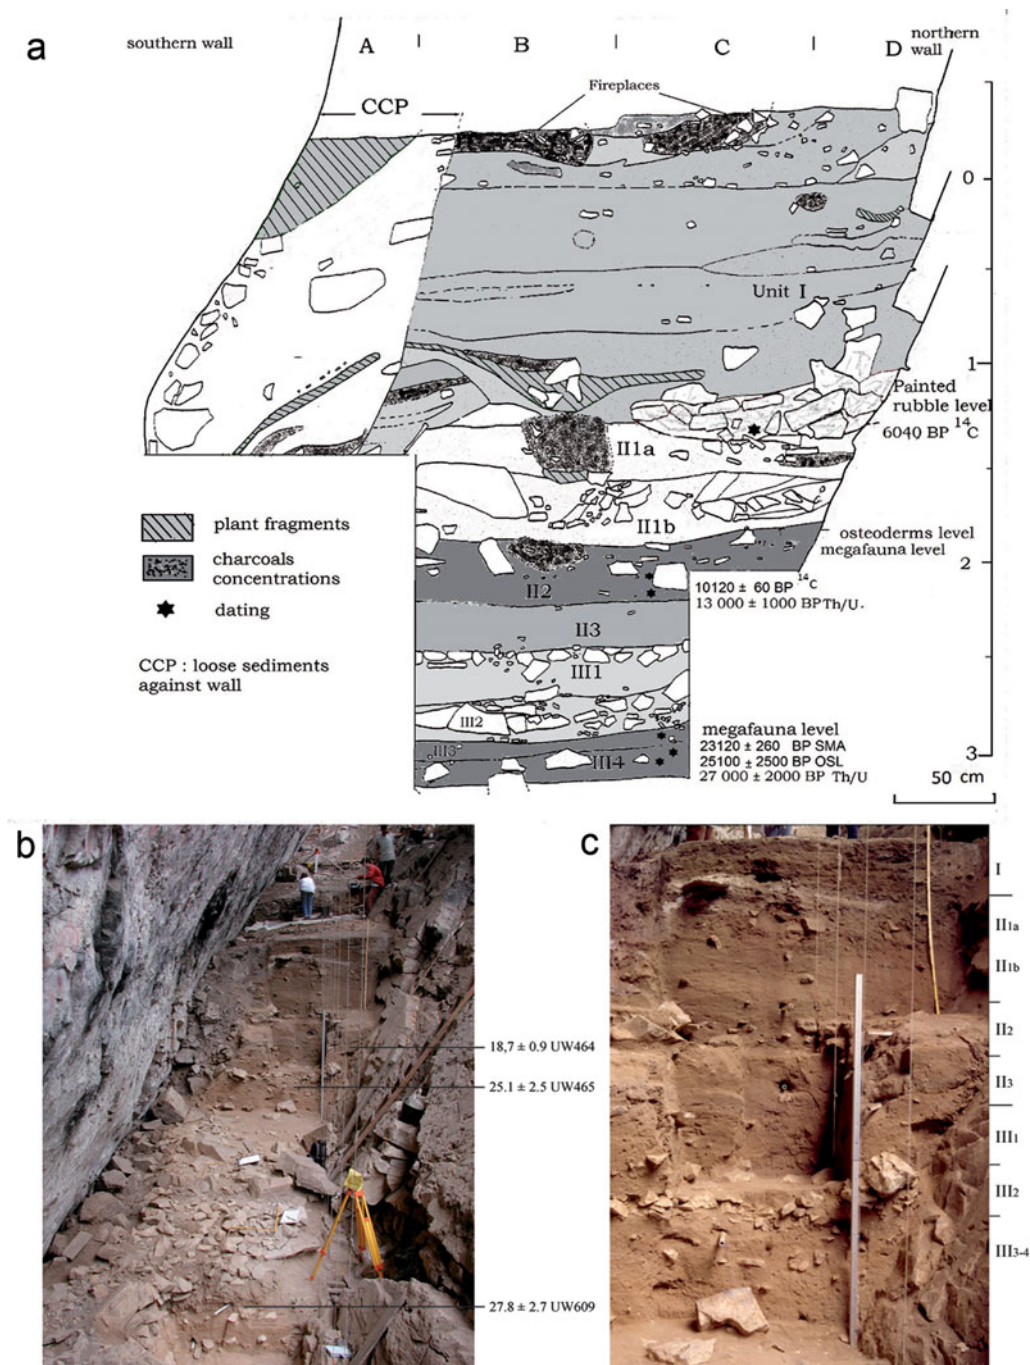 a
southern wall
A
B
C
D
northern
wall
CCP
Fireplaces
0
Unit I
1
Painted
rubble level
6040 BP 14C
II1a
II1b
osteoderms level
megafauna level
2
II2
10120 ± 60 BP 14C
13 000 ± 1000 BP Th/U.
II3
III1
III2
III3
III4
megafauna level
23120 ± 260 BP SMA
25100 ± 2500 BP OSL
27 000 ± 2000 BP Th/U
3
50 cm
plant fragments
charcoals
concentrations
dating
CCP : loose sediments
against wall
b
18,7 ± 0.9 UW464
25.1 ± 2.5 UW465
27.8 ± 2.7 UW609
c
I
II1a
II1b
II2
II3
III1
III2
III3-4